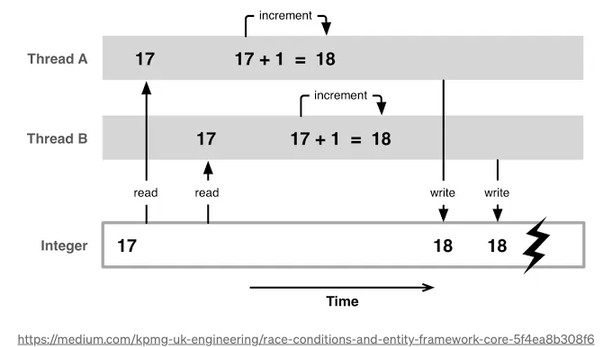 increment
Thread A 17 17 + 1 = 18
increment
Thread B 17 17 + 1 = 18
read read write write
Integer 17 18 18
Time
https://medium.com/kpmg-uk-engineering/race-conditions-and-entity-framework-core-5f4ea8b308f6